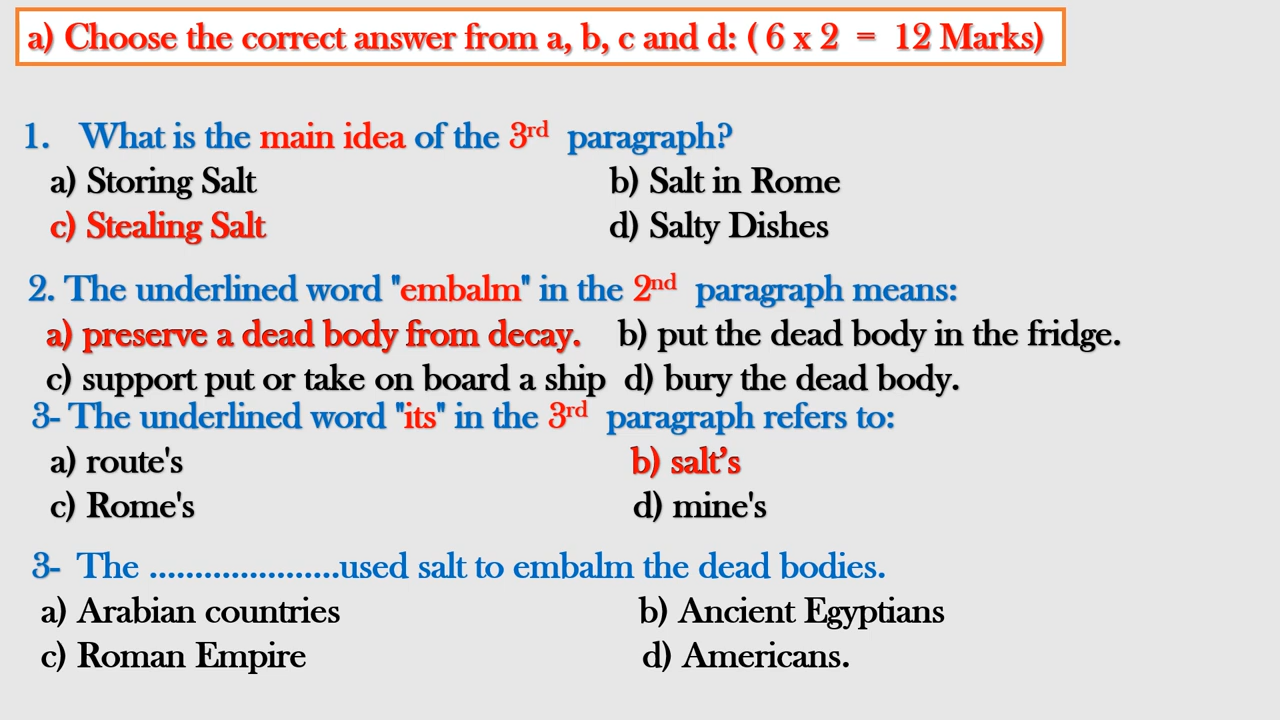 a) Choose the correct answer from a, b, c and d: ( 6 x 2 = 12 Marks)
1. What is the main idea of the 3rd paragraph?
a) Storing Salt b) Salt in Rome
c) Stealing Salt d) Salty Dishes
2. The underlined word "embalm" in the 2nd paragraph means:
a) preserve a dead body from decay. b) put the dead body in the fridge.
c) support put or take on board a ship d) bury the dead body.
3- The underlined word "its" in the 3rd paragraph refers to:
a) route's b) salt’s
c) Rome's d) mine's
3- The .....................used salt to embalm the dead bodies.
a) Arabian countries b) Ancient Egyptians
c) Roman Empire d) Americans.